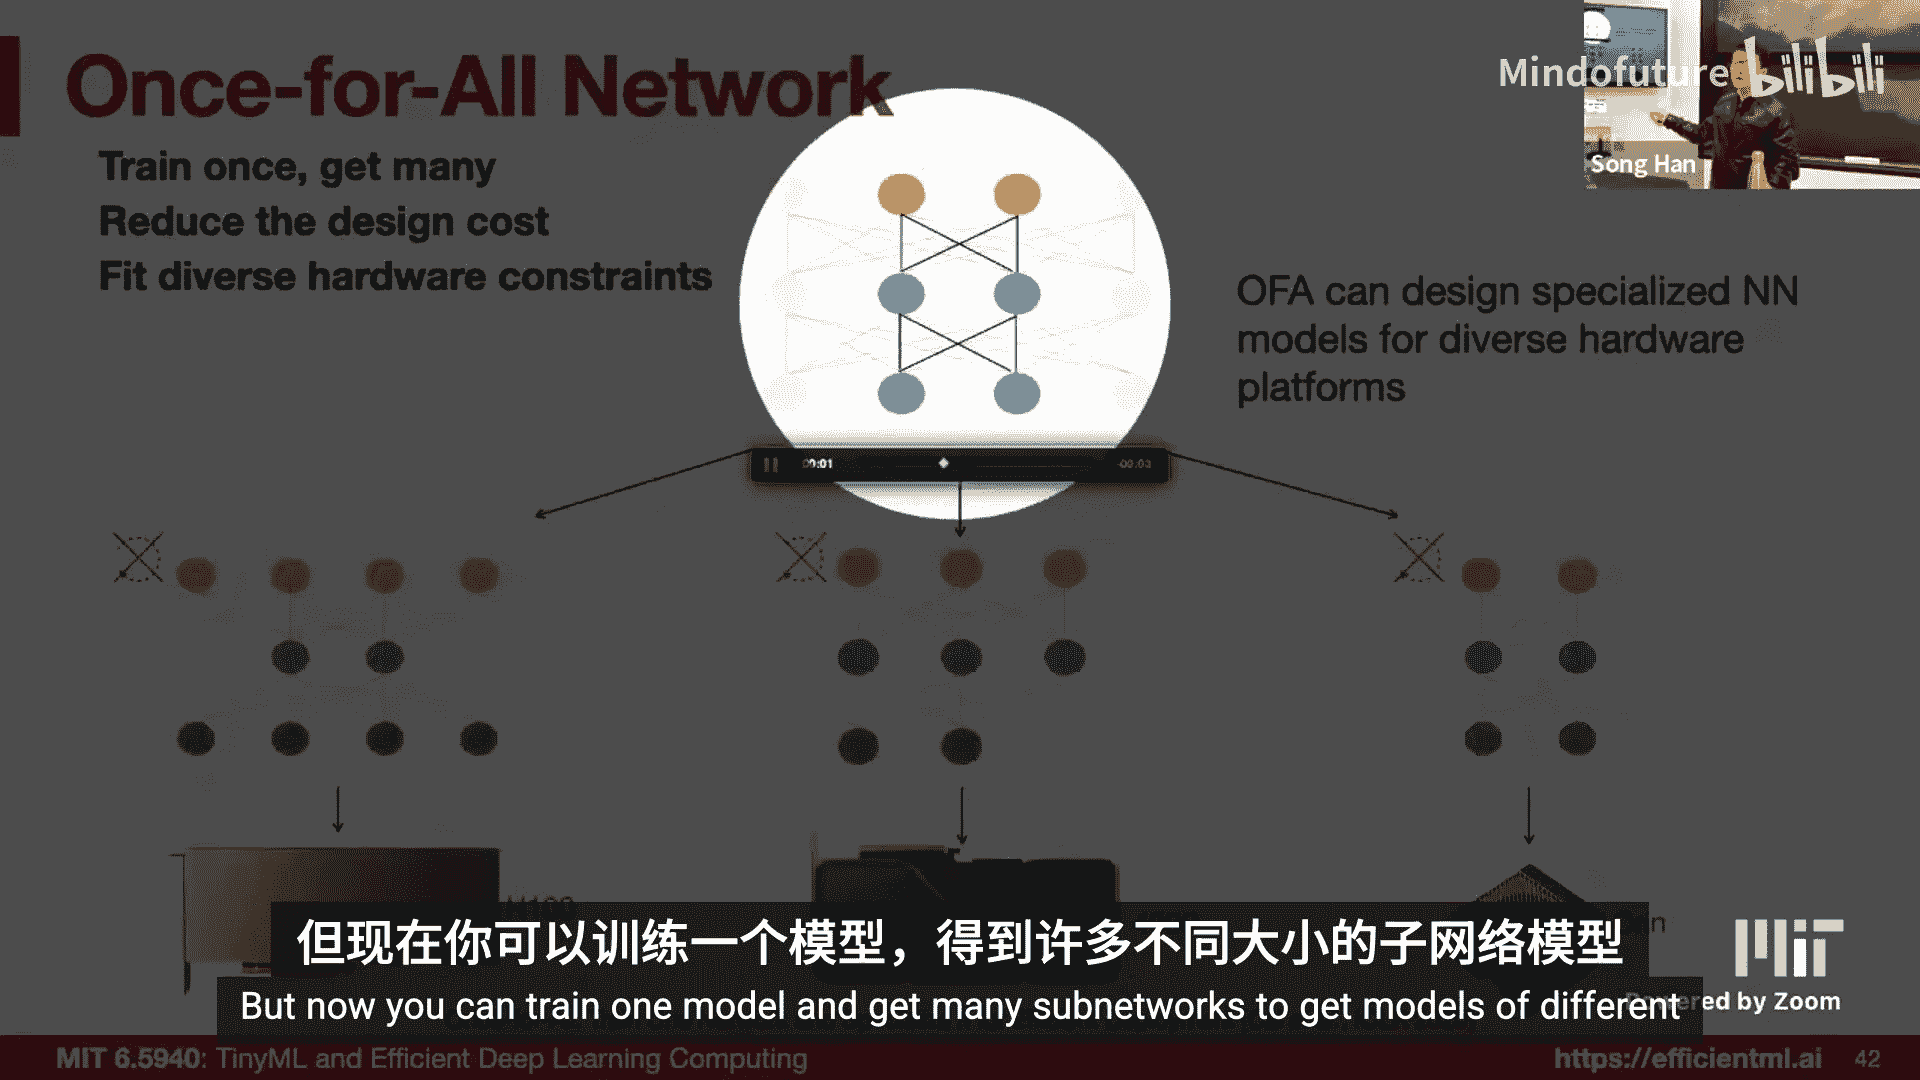 Once-for-All Network
Mindofuture
bilibili
Song Han
Train once, get many
Reduce the design cost
Fit diverse hardware constraints
OFA can design specialized NN
models for diverse hardware
platforms
00:01
-00:03
但现在你可以训练一个模型，得到许多不同大小的子网络模型
But now you can train one model and get many subnetworks to get models of different
MIT
ed by Zoom
MIT 6.5940: TinyML and Efficient Deep Learning Computing
https://efficientml.ai
42